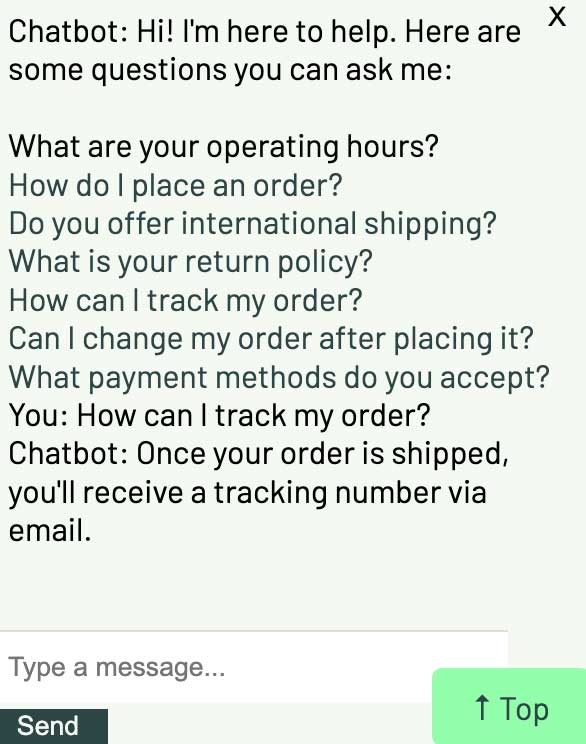 Chatbot: Hi! I'm here to help. Here are
X
some questions you can ask me:
What are your operating hours?
How do I place an order?
Do you offer international shipping?
What is your return policy?
How can I track my order?
Can I change my order after placing it?
What payment methods do you accept?
You: How can I track my order?
Chatbot: Once your order is shipped,
you'll receive a tracking number via
email.
Type a message...
↑ Top
Send